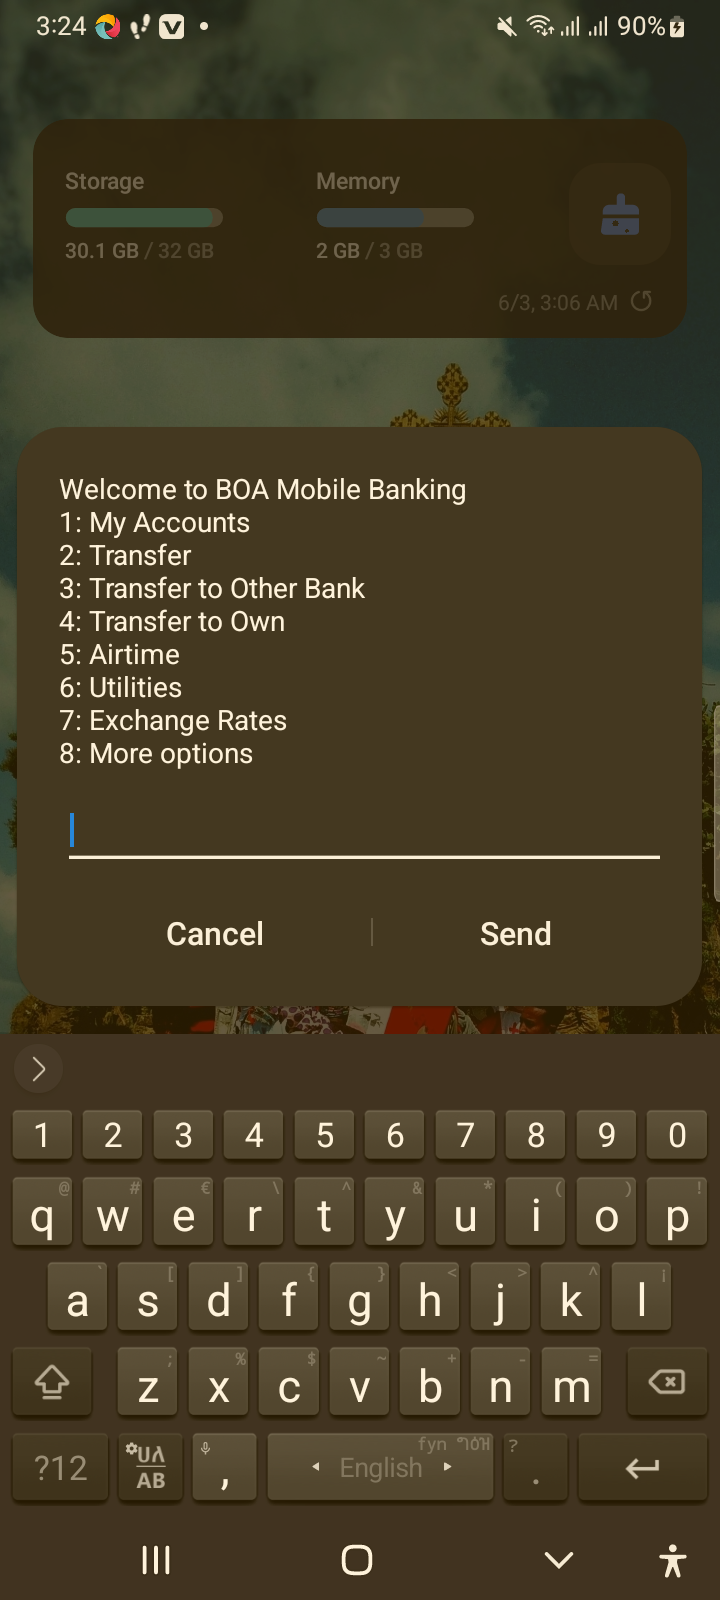 3:24
90%
Storage
Memory
30.1 GB / 32 GB
2 GB / 3 GB
6/3, 3:06 AM
Welcome to BOA Mobile Banking
1: My Accounts
2: Transfer
3: Transfer to Other Bank
4: Transfer to Own
5: Airtime
6: Utilities
7: Exchange Rates
8: More options
Cancel
Send
1 2 3 4 5 6 7 8 9 0
@ # € \ ^ & * ( ) !
q w e r t y u i o p
` [ ] { } < > ^ ¡
a s d f g h j k l
; % $ ~ + - =
z x c v b n m
fyn
?
?12
AB
,
English
.